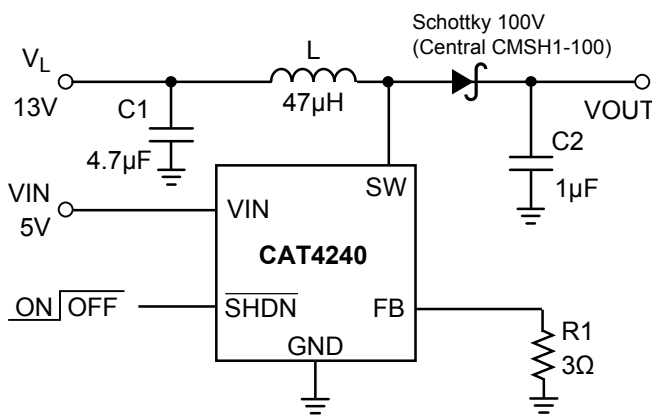 Schottky 100V
(Central CMSH1-100)
VL
13V
L
47µH
C1
4.7µF
VOUT
C2
1µF
VIN
5V
VIN
SW
CAT4240
ON OFF
SHDN
FB
GND
R1
3Ω